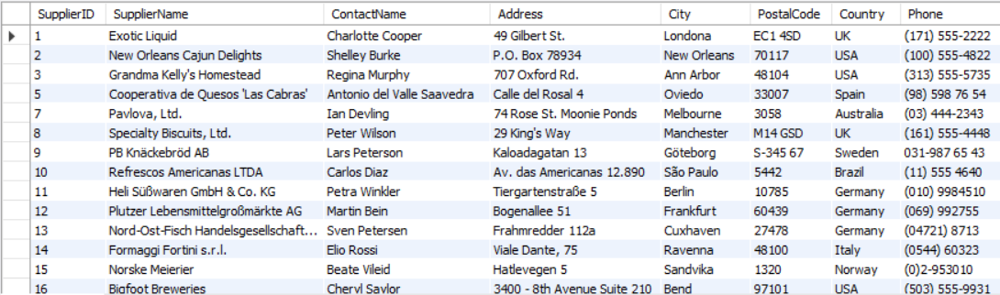 SupplierID SupplierName ContactName Address City PostalCode Country Phone
1 Exotic Liquid Charlotte Cooper 49 Gilbert St. Londona EC1 4SD UK (171) 555-2222
2 New Orleans Cajun Delights Shelley Burke P.O. Box 78934 New Orleans 70117 USA (100) 555-4822
3 Grandma Kelly's Homestead Regina Murphy 707 Oxford Rd. Ann Arbor 48104 USA (313) 555-5735
5 Cooperativa de Quesos 'Las Cabras' Antonio del Valle Saavedra Calle del Rosal 4 Oviedo 33007 Spain (98) 598 76 54
7 Pavlova, Ltd. Ian Devling 74 Rose St. Moonie Ponds Melbourne 3058 Australia (03) 444-2343
8 Specialty Biscuits, Ltd. Peter Wilson 29 King's Way Manchester M14 GSD UK (161) 555-4448
9 PB Knäckebröd AB Lars Peterson Kaloadagatan 13 Göteborg S-345 67 Sweden 031-987 65 43
10 Refrescos Americanas LTDA Carlos Diaz Av. das Americanas 12.890 São Paulo 5442 Brazil (11) 555 4640
11 Heli Süßwaren GmbH & Co. KG Petra Winkler Tiergartenstraße 5 Berlin 10785 Germany (010) 9984510
12 Plutzer Lebensmittelgroßmärkte AG Martin Bein Bogenallee 51 Frankfurt 60439 Germany (069) 992755
13 Nord-Ost-Fisch Handelsgesellschaft... Sven Petersen Frahmredder 112a Cuxhaven 27478 Germany (04721) 8713
14 Formaggi Fortini s.r.l. Elio Rossi Viale Dante, 75 Ravenna 48100 Italy (0544) 60323
15 Norske Meierier Beate Vileid Hatlevegen 5 Sandvika 1320 Norway (0)2-953010
16 Bigfoot Breweries Cheryl Saylor 3400 - 8th Avenue Suite 210 Bend 97101 USA (503) 555-9931